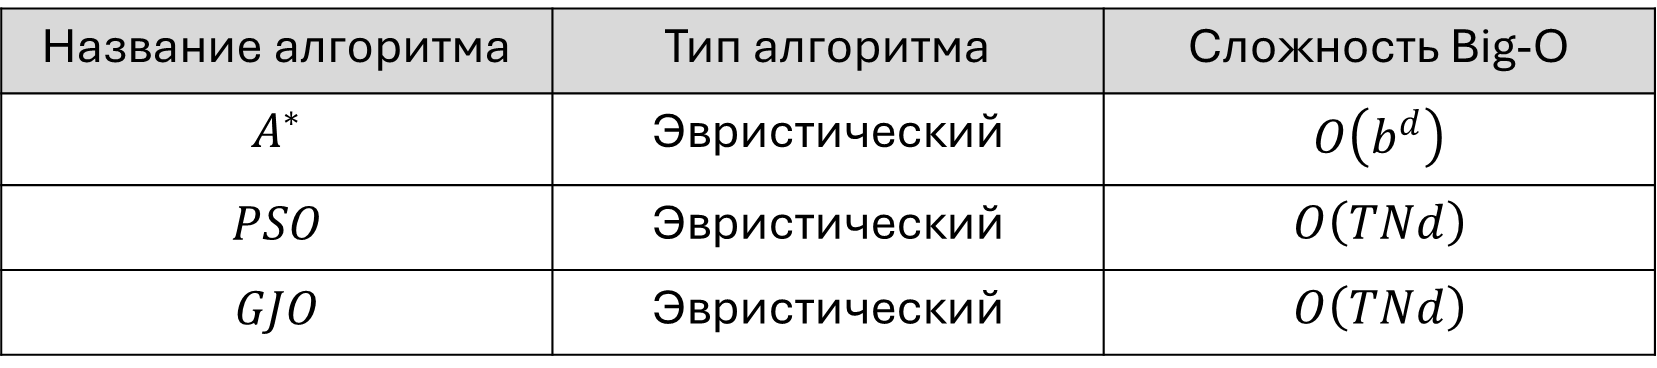 Название алгоритма Тип алгоритма Сложность Big-O
A* Эвристический O(b^d)
PSO Эвристический O(TNd)
GJO Эвристический O(TNd)